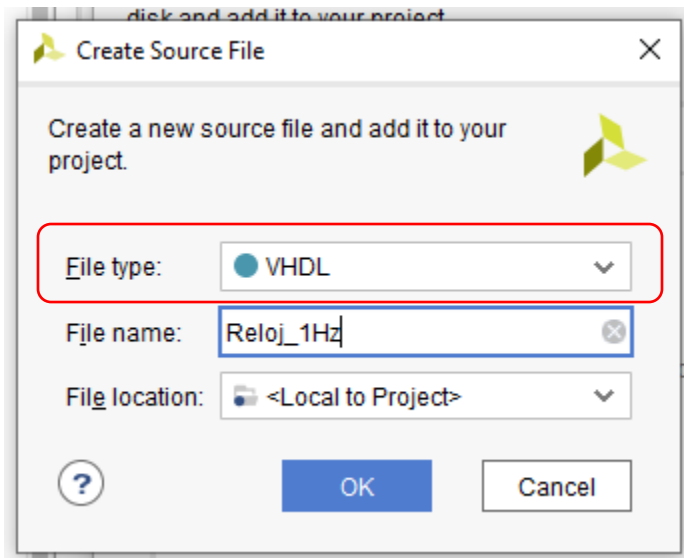 disk and add it to your project
Create Source File
Create a new source file and add it to your
project.
File type: VHDL
File name: Reloj_1Hz
File location: <Local to Project>
? OK Cancel